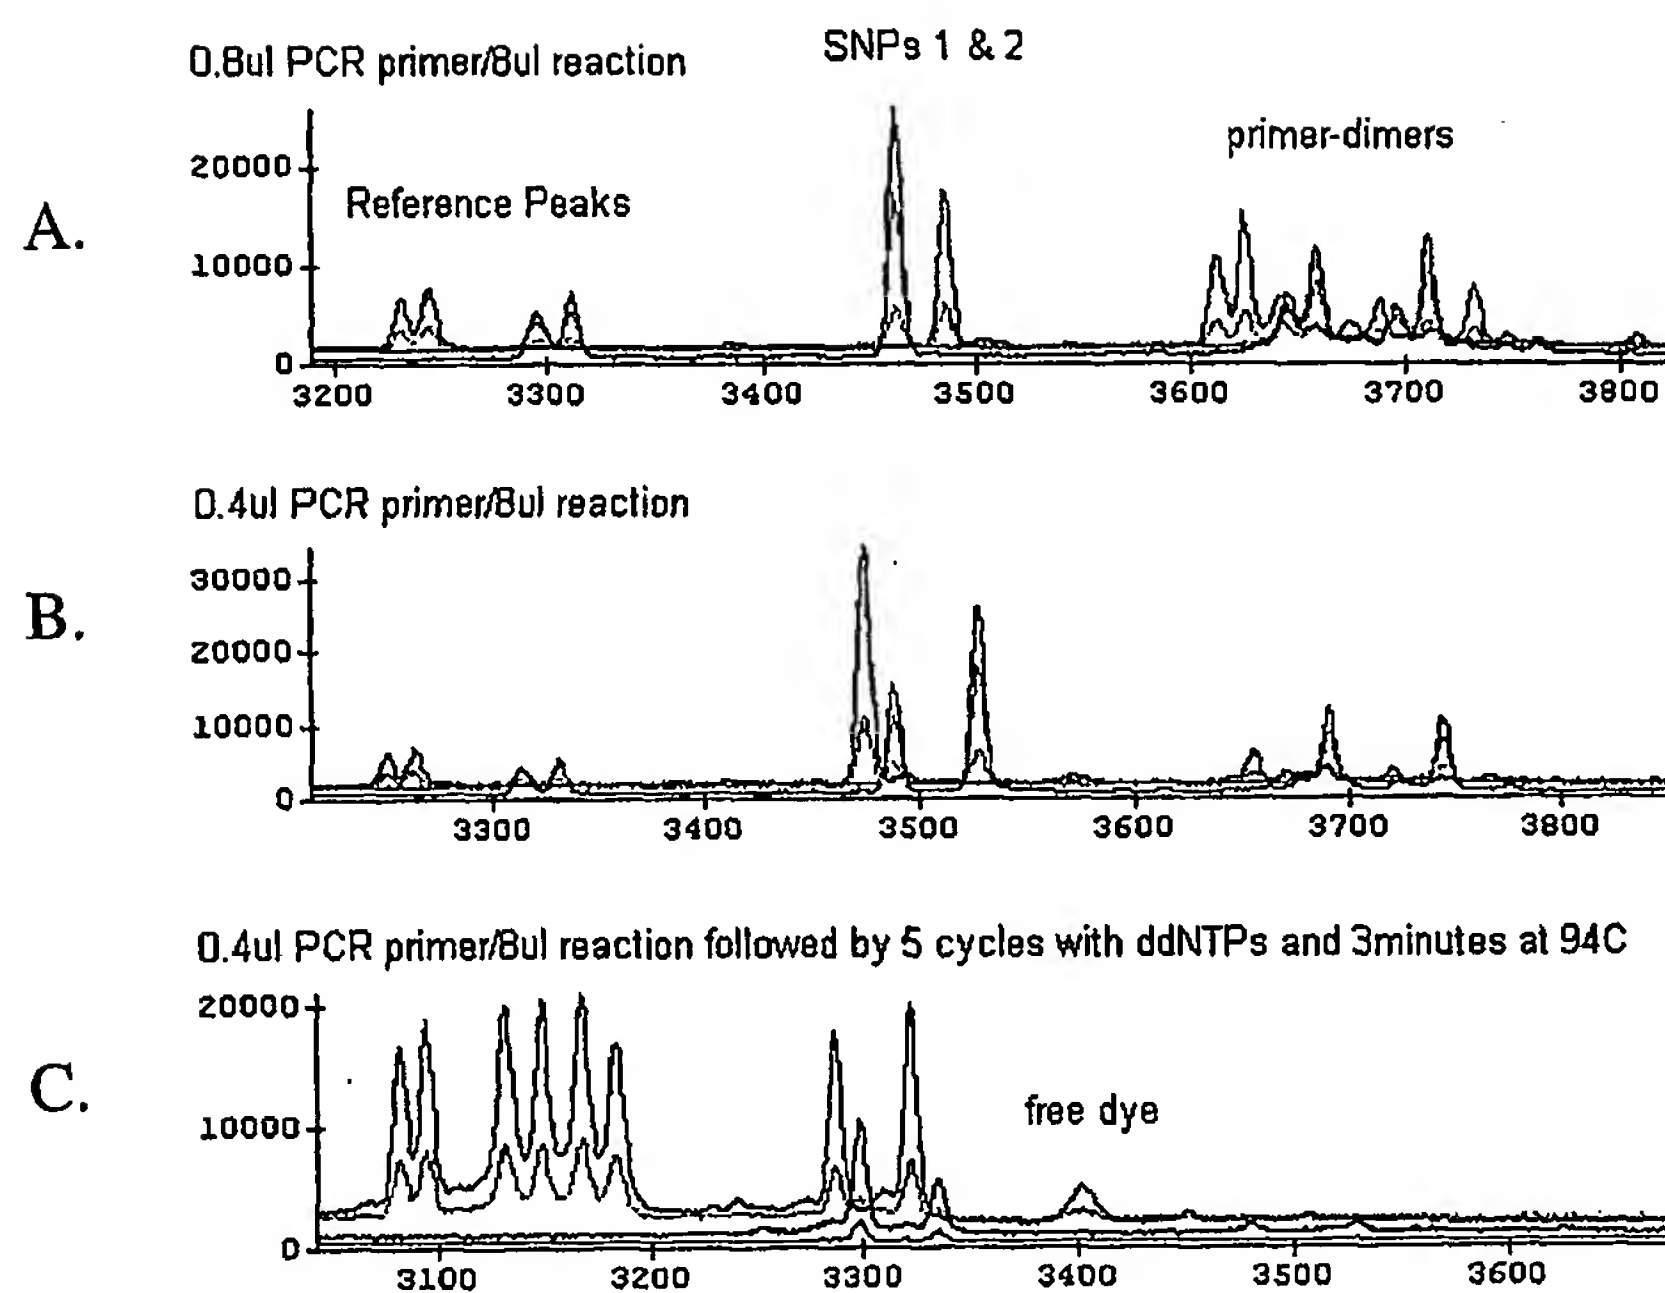 0.8ul PCR primer/8ul reaction
SNPs 1 & 2
primer-dimers
Reference Peaks
A.
20000
10000
0
3200 3300 3400 3500 3600 3700 3800
0.4ul PCR primer/8ul reaction
B.
30000
20000
10000
0
3300 3400 3500 3600 3700 3800
0.4ul PCR primer/8ul reaction followed by 5 cycles with ddNTPs and 3minutes at 94C
C.
20000
10000
free dye
0
3100 3200 3300 3400 3500 3600